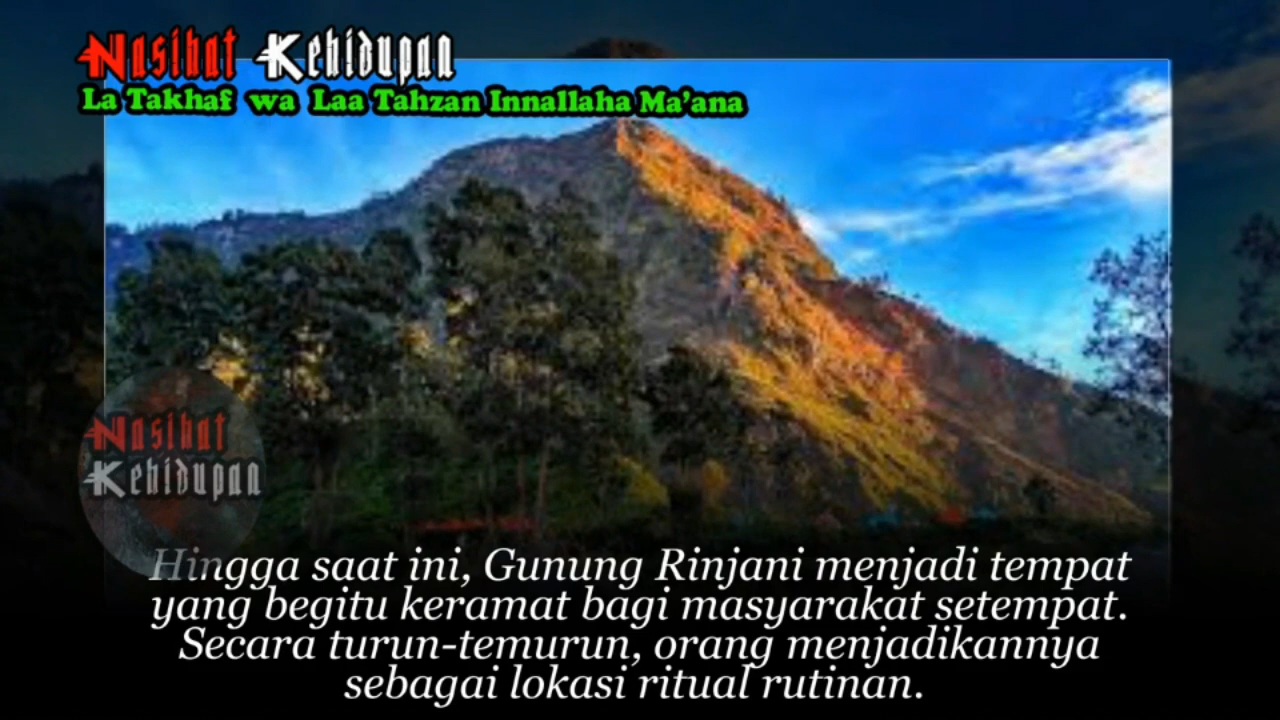 Nasihat Kehidupan
La Takhaf wa Laa Tahzan Innallaha Ma'ana
Nasihat
Kehidupan
Hingga saat ini, Gunung Rinjani menjadi tempat
yang begitu keramat bagi masyarakat setempat.
Secara turun-temurun, orang menjadikannya
sebagai lokasi ritual rutinan.